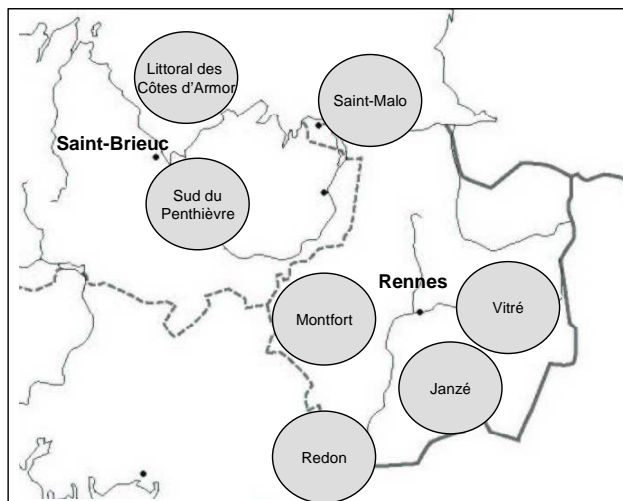 Littoral des
Côtes d'Armor
Saint-Malo
Saint-Brieuc
Sud du
Penthièvre
Rennes
Montfort
Vitré
Janzé
Redon